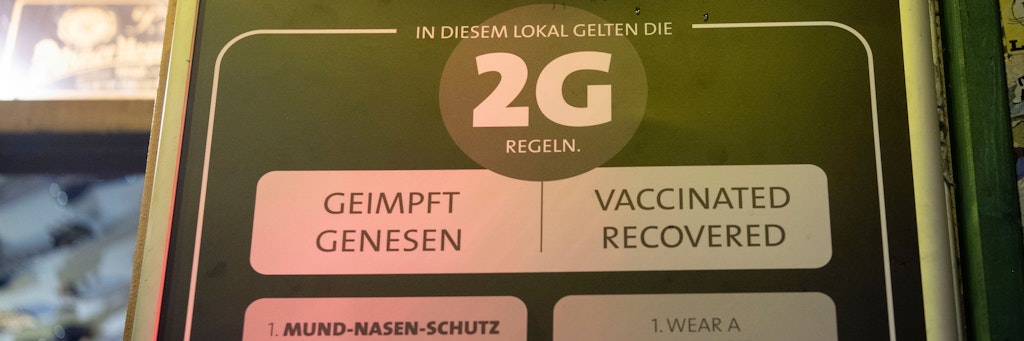 IN DIESEM LOKAL GELTEN DIE
2G
REGELN.
GEIMPFT
GENESEN
VACCINATED
RECOVERED
1. MUND-NASEN-SCHUTZ
1. WEAR A